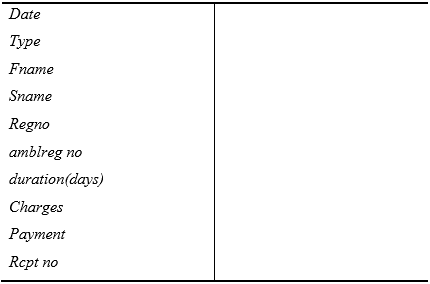 Date
Type
Fname
Sname
Regno
amblreg no
duration(days)
Charges
Payment
Rcpt no